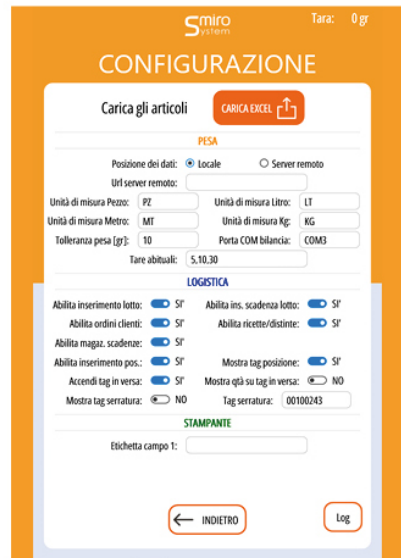 Smiro
System
Tara: 0 gr
CONFIGURAZIONE
Carica gli articoli CARICA EXCEL
PESA
Posizione dei dati: Locale Server remoto
Url server remoto:
Unità di misura Pezzo: PZ Unità di misura Litro: LT
Unità di misura Metro: MT Unità di misura Kg: KG
Tolleranza pesa [gr]: 10 Porta COM bilancia: COM3
Tare abituali: 5,10,30
LOGISTICA
Abilita inserimento lotto: SI' Abilita ins. scadenza lotto: SI'
Abilita ordini clienti: SI' Abilita ricette/distinte: SI'
Abilita magaz. scadenze: SI'
Abilita inserimento pos.: SI' Mostra tag posizione: SI'
Accendi tag in versa: SI' Mostra qtà su tag in versa: NO
Mostra tag serratura: NO Tag serratura: 00100243
STAMPANTE
Etichetta campo 1:
INDIETRO
Log